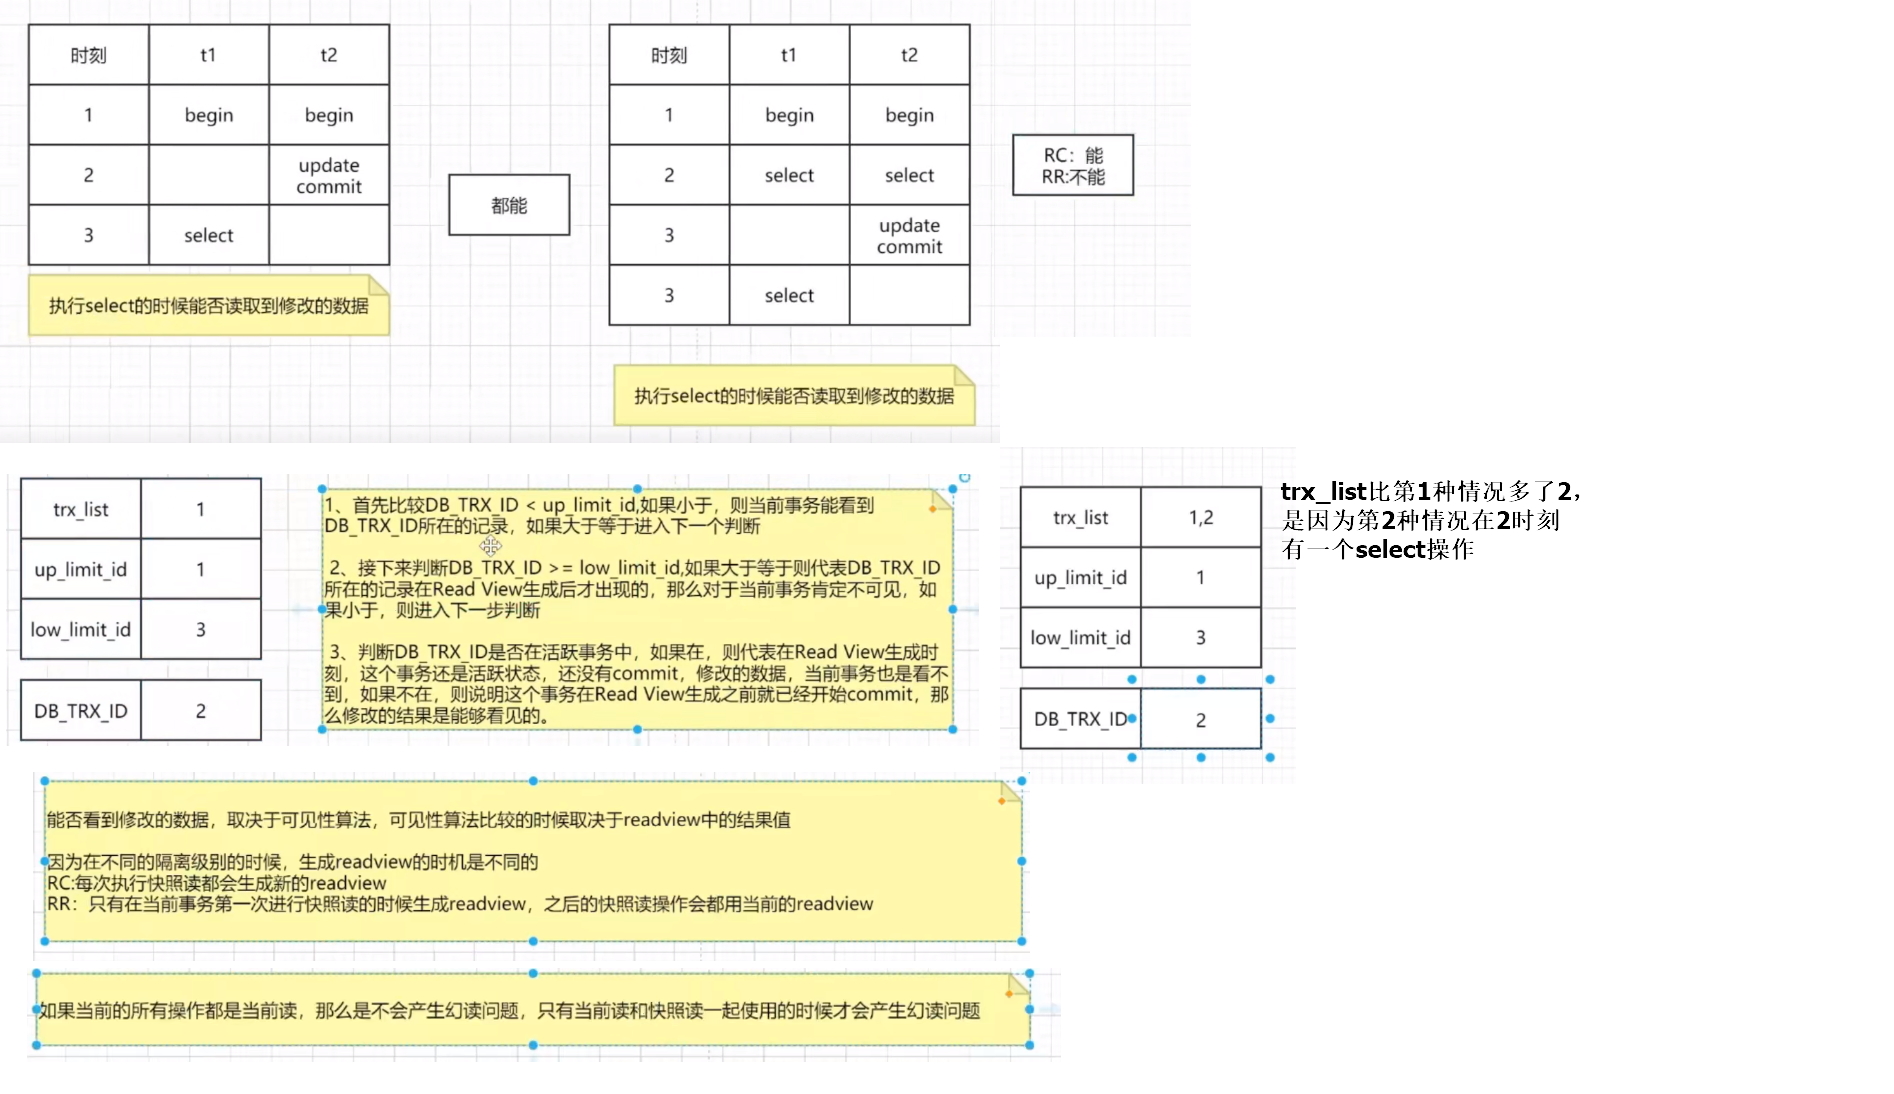 时刻 t1 t2
1 begin begin
2 update
commit
3 select
执行select的时候能否读取到修改的数据
都能
时刻 t1 t2
1 begin begin
2 select select
3 update
commit
3 select
执行select的时候能否读取到修改的数据
RC：能
RR:不能
trx_list 1
up_limit_id 1
low_limit_id 3
DB_TRX_ID 2
1、首先比较DB_TRX_ID < up_limit_id,如果小于，则当前事务能看到
DB_TRX_ID所在的记录，如果大于等于进入下一个判断
2、接下来判断DB_TRX_ID >= low_limit_id,如果大于等于则代表DB_TRX_ID
所在的记录在Read View生成后才出现的，那么对于当前事务肯定不可见，如
果小于，则进入下一步判断
3、判断DB_TRX_ID是否在活跃事务中，如果在，则代表在Read View生成时
刻，这个事务还是活跃状态，还没有commit，修改的数据，当前事务也是看不
到，如果不在，则说明这个事务在Read View生成之前就已经开始commit，那
么修改的结果是能够看见的。
trx_list 1,2
up_limit_id 1
low_limit_id 3
DB_TRX_ID 2
trx_list比第1种情况多了2，
是因为第2种情况在2时刻
有一个select操作
能否看到修改的数据，取决于可见性算法，可见性算法比较的时候取决于readview中的结果值
因为在不同的隔离级别的时候，生成readview的时机是不同的
RC:每次执行快照读都会生成新的readview
RR：只有在当前事务第一次进行快照读的时候生成readview，之后的快照读操作会都用当前的readview
如果当前的所有操作都是当前读，那么是不会产生幻读问题，只有当前读和快照读一起使用的时候才会产生幻读问题